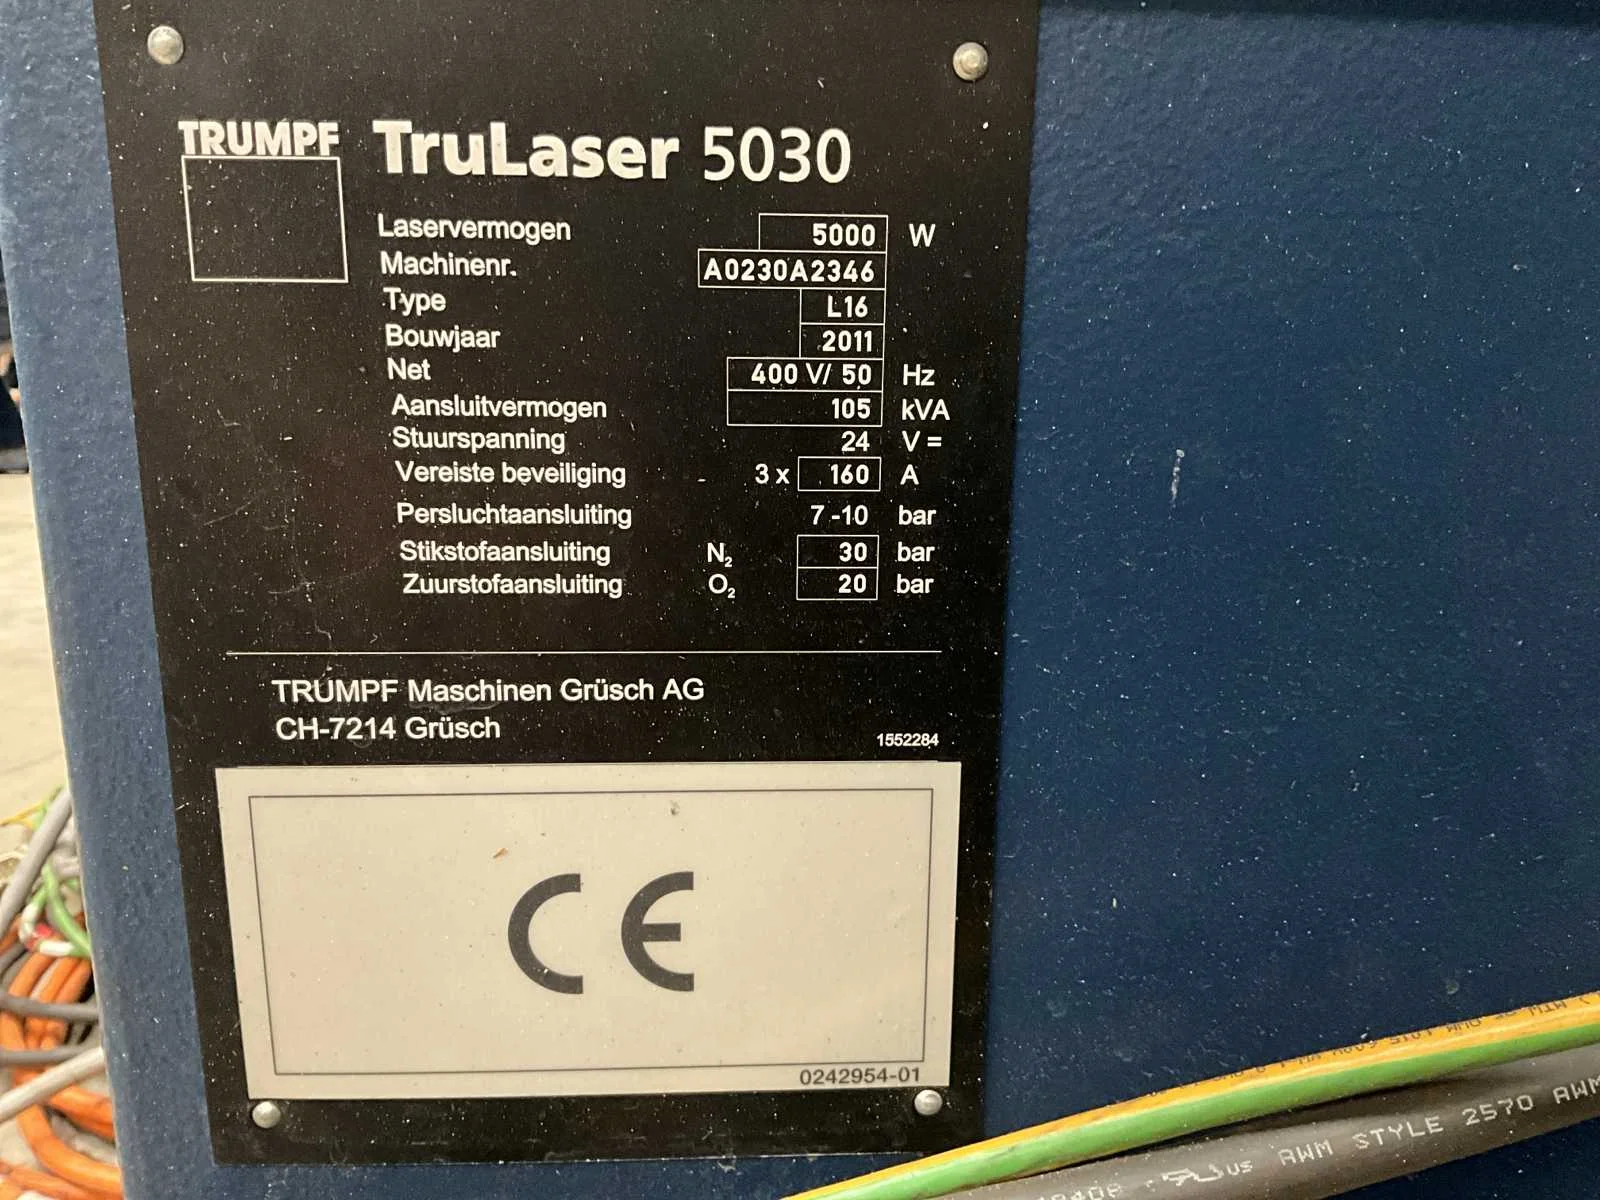 TRUMPF TruLaser 5030
Laservermogen 5000 W
Machinenr. A0230A2346
Type L16
Bouwjaar 2011
Net 400 V/ 50 Hz
Aansluitvermogen 105 kVA
Stuurspanning 24 V =
Vereiste beveiliging 3 x 160 A
Persluchtaansluiting 7 -10 bar
Stikstofaansluiting N₂ 30 bar
Zuurstofaansluiting O₂ 20 bar
TRUMPF Maschinen Grüsch AG
CH-7214 Grüsch
1552284
CE
0242954-01
AWM STYLE 2570 AWM